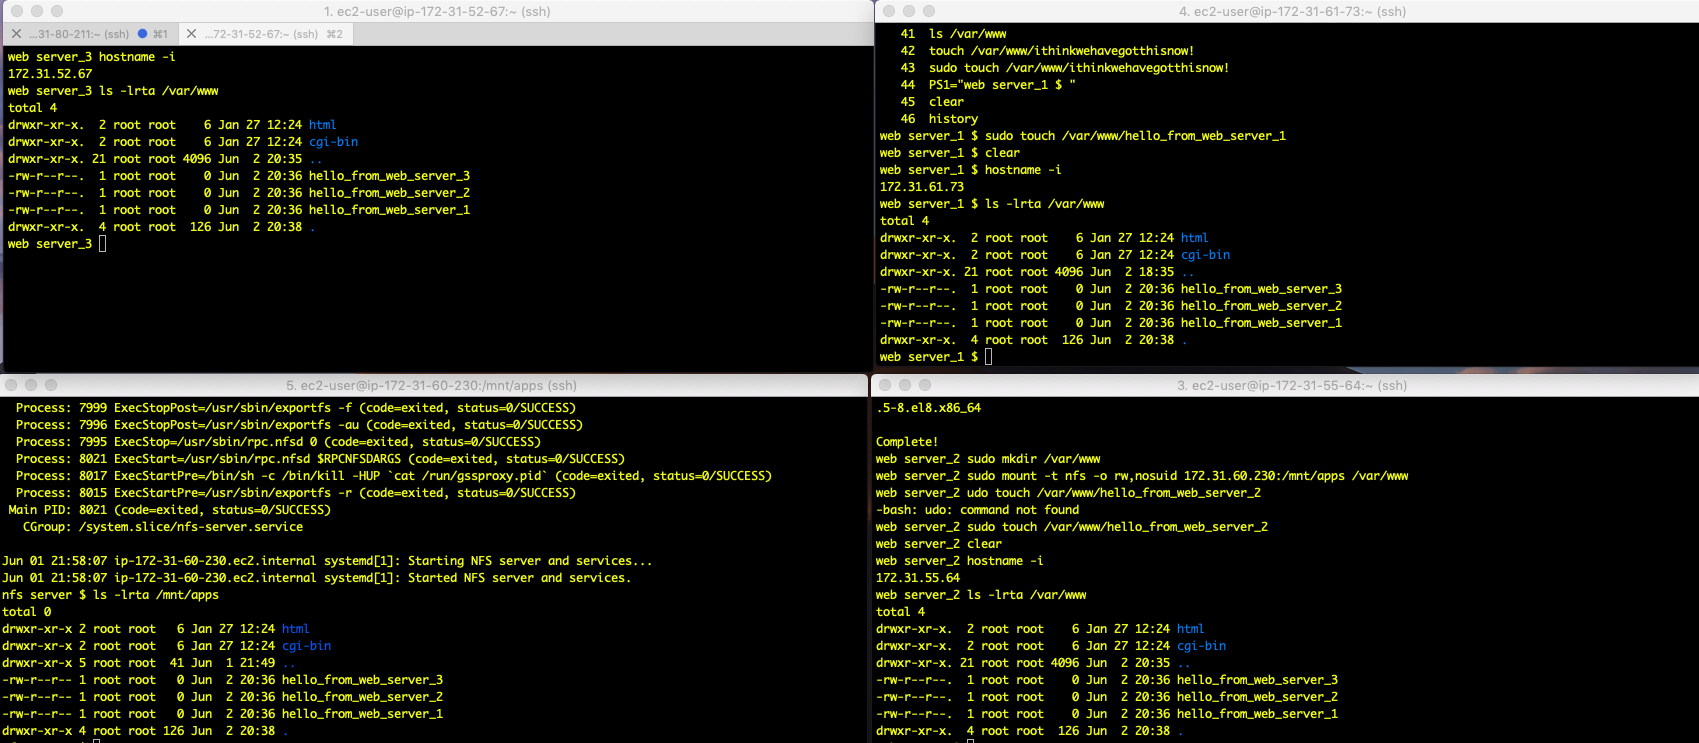 1. ec2-user@ip-172-31-52-67:~ (ssh)
...31-80-211:~ (ssh) ⌘1 ...72-31-52-67:~ (ssh) ⌘2
web server_3 hostname -i
172.31.52.67
web server_3 ls -lrta /var/www
total 4
drwxr-xr-x.  2 root root    6 Jan 27 12:24 html
drwxr-xr-x.  2 root root    6 Jan 27 12:24 cgi-bin
drwxr-xr-x. 21 root root 4096 Jun  2 20:35 ..
-rw-r--r--.  1 root root    0 Jun  2 20:36 hello_from_web_server_3
-rw-r--r--.  1 root root    0 Jun  2 20:36 hello_from_web_server_2
-rw-r--r--.  1 root root    0 Jun  2 20:36 hello_from_web_server_1
drwxr-xr-x.  4 root root  126 Jun  2 20:38 .
web server_3
4. ec2-user@ip-172-31-61-73:~ (ssh)
41  ls /var/www
42  touch /var/www/ithinkwehavegotthisnow!
43  sudo touch /var/www/ithinkwehavegotthisnow!
44  PS1="web server_1 $ "
45  clear
46  history
web server_1 $ sudo touch /var/www/hello_from_web_server_1
web server_1 $ clear
web server_1 $ hostname -i
172.31.61.73
web server_1 $ ls -lrta /var/www
total 4
drwxr-xr-x.  2 root root    6 Jan 27 12:24 html
drwxr-xr-x.  2 root root    6 Jan 27 12:24 cgi-bin
drwxr-xr-x. 21 root root 4096 Jun  2 18:35 ..
-rw-r--r--.  1 root root    0 Jun  2 20:36 hello_from_web_server_3
-rw-r--r--.  1 root root    0 Jun  2 20:36 hello_from_web_server_2
-rw-r--r--.  1 root root    0 Jun  2 20:36 hello_from_web_server_1
drwxr-xr-x.  4 root root  126 Jun  2 20:38 .
web server_1 $
5. ec2-user@ip-172-31-60-230:/mnt/apps (ssh)
Process: 7999 ExecStopPost=/usr/sbin/exportfs -f (code=exited, status=0/SUCCESS)
Process: 7996 ExecStopPost=/usr/sbin/exportfs -au (code=exited, status=0/SUCCESS)
Process: 7995 ExecStop=/usr/sbin/rpc.nfsd 0 (code=exited, status=0/SUCCESS)
Process: 8021 ExecStart=/usr/sbin/rpc.nfsd $RPCNFSDARGS (code=exited, status=0/SUCCESS)
Process: 8017 ExecStartPre=/bin/sh -c /bin/kill -HUP `cat /run/gssproxy.pid` (code=exited, status=0/SUCCESS)
Process: 8015 ExecStartPre=/usr/sbin/exportfs -r (code=exited, status=0/SUCCESS)
Main PID: 8021 (code=exited, status=0/SUCCESS)
CGroup: /system.slice/nfs-server.service
Jun 01 21:58:07 ip-172-31-60-230.ec2.internal systemd[1]: Starting NFS server and services...
Jun 01 21:58:07 ip-172-31-60-230.ec2.internal systemd[1]: Started NFS server and services.
nfs server $ ls -lrta /mnt/apps
total 0
drwxr-xr-x 2 root root   6 Jan 27 12:24 html
drwxr-xr-x 2 root root   6 Jan 27 12:24 cgi-bin
drwxr-xr-x 5 root root  41 Jun  1 21:49 ..
-rw-r--r-- 1 root root   0 Jun  2 20:36 hello_from_web_server_3
-rw-r--r-- 1 root root   0 Jun  2 20:36 hello_from_web_server_2
-rw-r--r-- 1 root root   0 Jun  2 20:36 hello_from_web_server_1
drwxr-xr-x 4 root root 126 Jun  2 20:38 .
3. ec2-user@ip-172-31-55-64:~ (ssh)
.5-8.el8.x86_64
Complete!
web server_2 sudo mkdir /var/www
web server_2 sudo mount -t nfs -o rw,nosuid 172.31.60.230:/mnt/apps /var/www
web server_2 udo touch /var/www/hello_from_web_server_2
-bash: udo: command not found
web server_2 sudo touch /var/www/hello_from_web_server_2
web server_2 clear
web server_2 hostname -i
172.31.55.64
web server_2 ls -lrta /var/www
total 4
drwxr-xr-x.  2 root root    6 Jan 27 12:24 html
drwxr-xr-x.  2 root root    6 Jan 27 12:24 cgi-bin
drwxr-xr-x. 21 root root 4096 Jun  2 20:35 ..
-rw-r--r--.  1 root root    0 Jun  2 20:36 hello_from_web_server_3
-rw-r--r--.  1 root root    0 Jun  2 20:36 hello_from_web_server_2
-rw-r--r--.  1 root root    0 Jun  2 20:36 hello_from_web_server_1
drwxr-xr-x.  4 root root  126 Jun  2 20:38 .